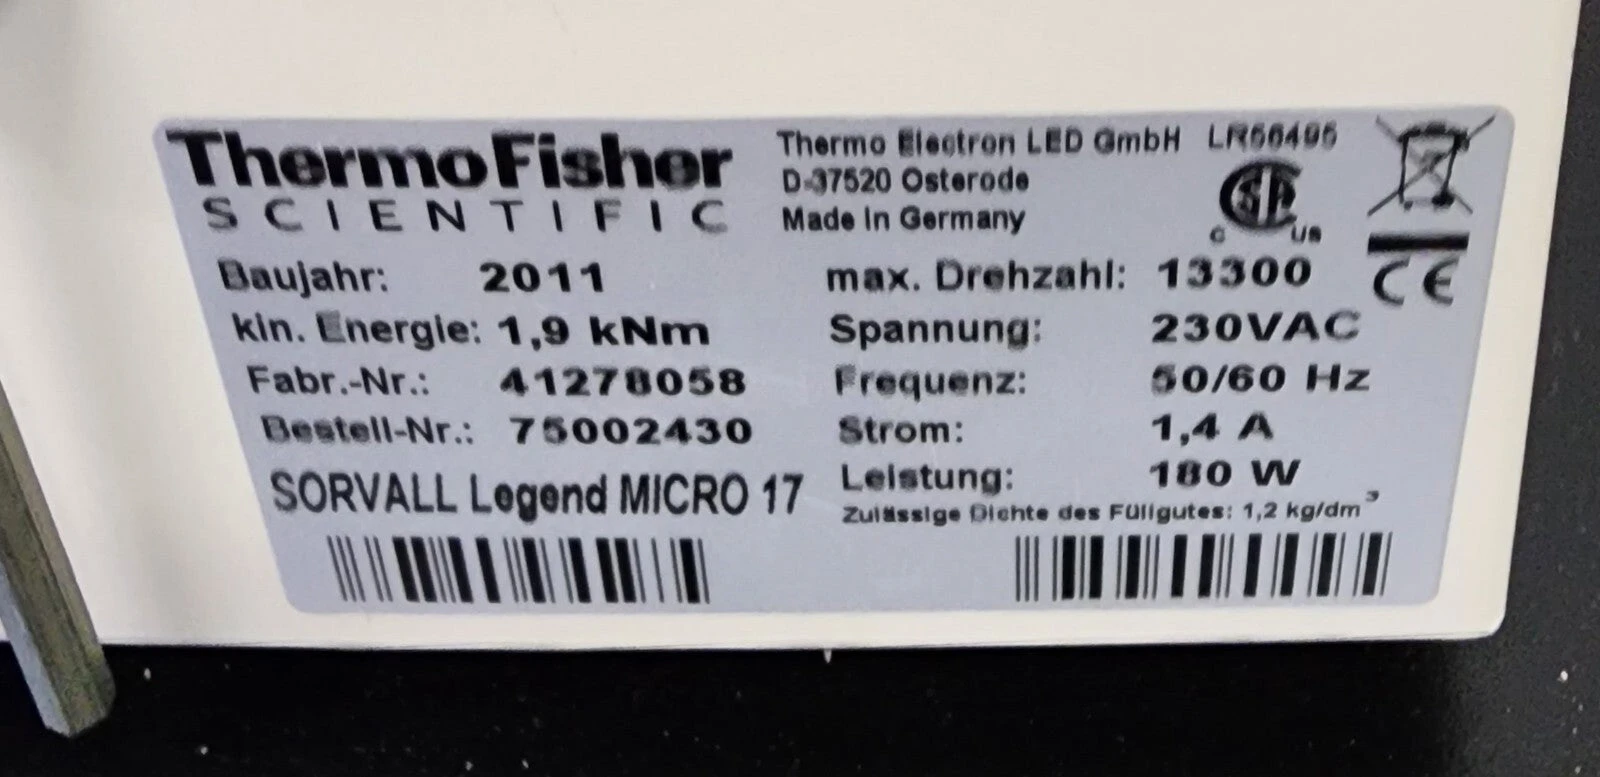 ThermoFisher
SCIENTIFIC
Thermo Electron LED GmbH LR56495
D-37520 Osterode
Made in Germany
C US
CE
Baujahr: 2011
kin. Energie: 1,9 kNm
Fabr.-Nr.: 41278058
Bestell-Nr.: 75002430
SORVALL Legend MICRO 17
max. Drehzahl: 13300
Spannung: 230VAC
Frequenz: 50/60 Hz
Strom: 1,4 A
Leistung: 180 W
Zulässige Dichte des Füllgutes: 1,2 kg/dm³